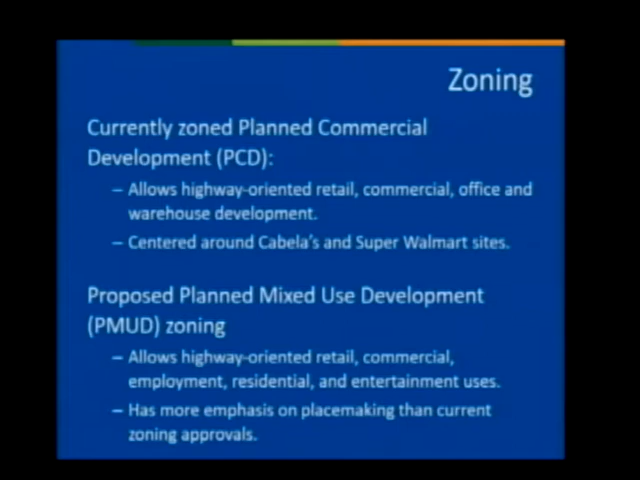 Zoning
Currently zoned Planned Commercial
Development (PCD):
– Allows highway-oriented retail, commercial, office and
warehouse development.
– Centered around Cabela's and Super Walmart sites.
Proposed Planned Mixed Use Development
(PMUD) zoning
– Allows highway-oriented retail, commercial,
employment, residential, and entertainment uses.
– Has more emphasis on placemaking than current
zoning approvals.